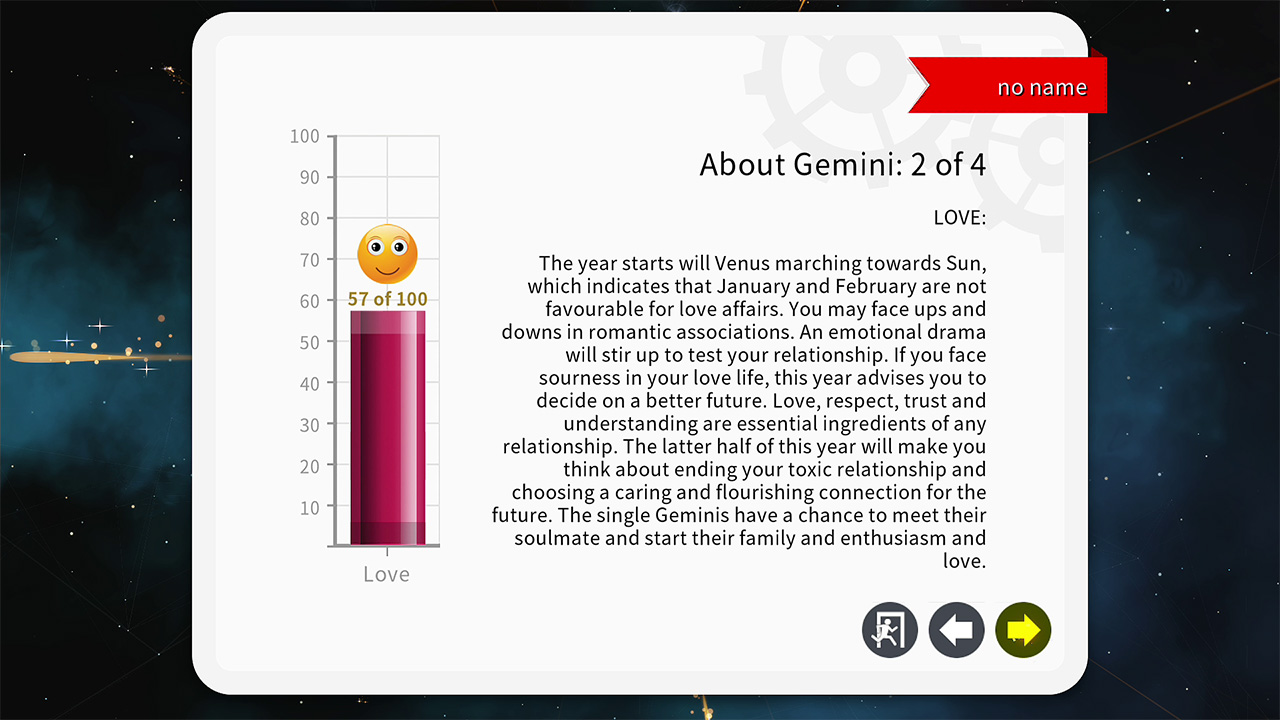 no name
100
90
80
70
60
50
40
30
20
10
57 of 100
Love
About Gemini: 2 of 4
LOVE:
The year starts will Venus marching towards Sun,
which indicates that January and February are not
favourable for love affairs. You may face ups and
downs in romantic associations. An emotional drama
will stir up to test your relationship. If you face
sourness in your love life, this year advises you to
decide on a better future. Love, respect, trust and
understanding are essential ingredients of any
relationship. The latter half of this year will make you
think about ending your toxic relationship and
choosing a caring and flourishing connection for the
future. The single Geminis have a chance to meet their
soulmate and start their family and enthusiasm and
love.